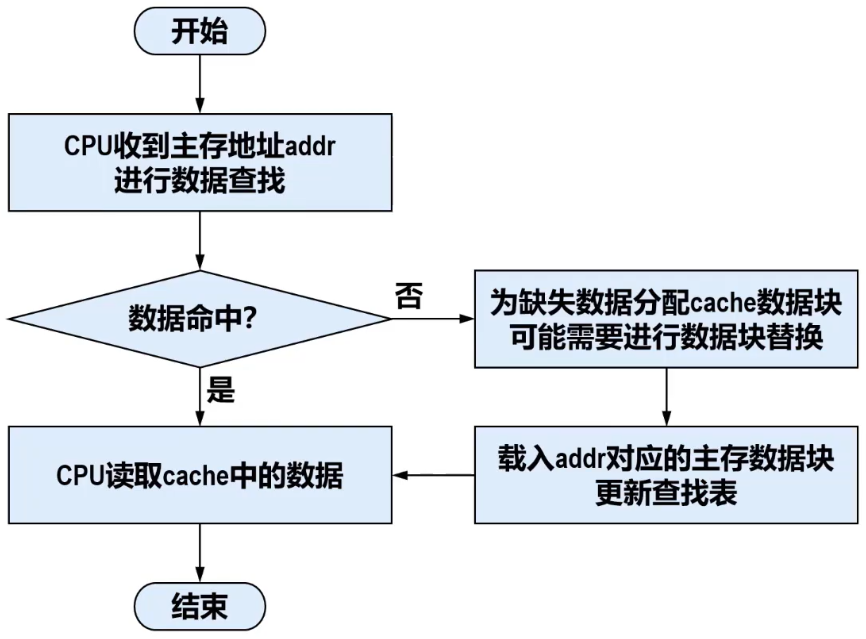 开始
CPU收到主存地址addr
进行数据查找
数据命中?
否
为缺失数据分配cache数据块
可能需要进行数据块替换
是
CPU读取cache中的数据
载入addr对应的主存数据块
更新查找表
结束